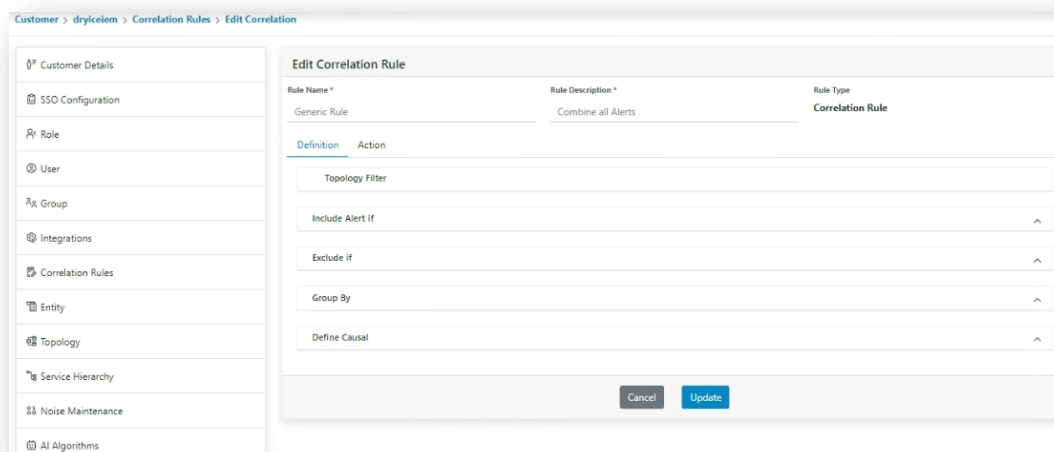 Customer > dryiceiem > Correlation Rules > Edit Correlation
Customer Details
SSO Configuration
Role
User
Group
Integrations
Correlation Rules
Entity
Topology
Service Hierarchy
Noise Maintenance
AI Algorithms
Edit Correlation Rule
Rule Name * Rule Description * Rule Type
Generic Rule Combine all Alerts Correlation Rule
Definition Action
Topology Filter
Include Alert if
Exclude if
Group By
Define Causal
Cancel Update